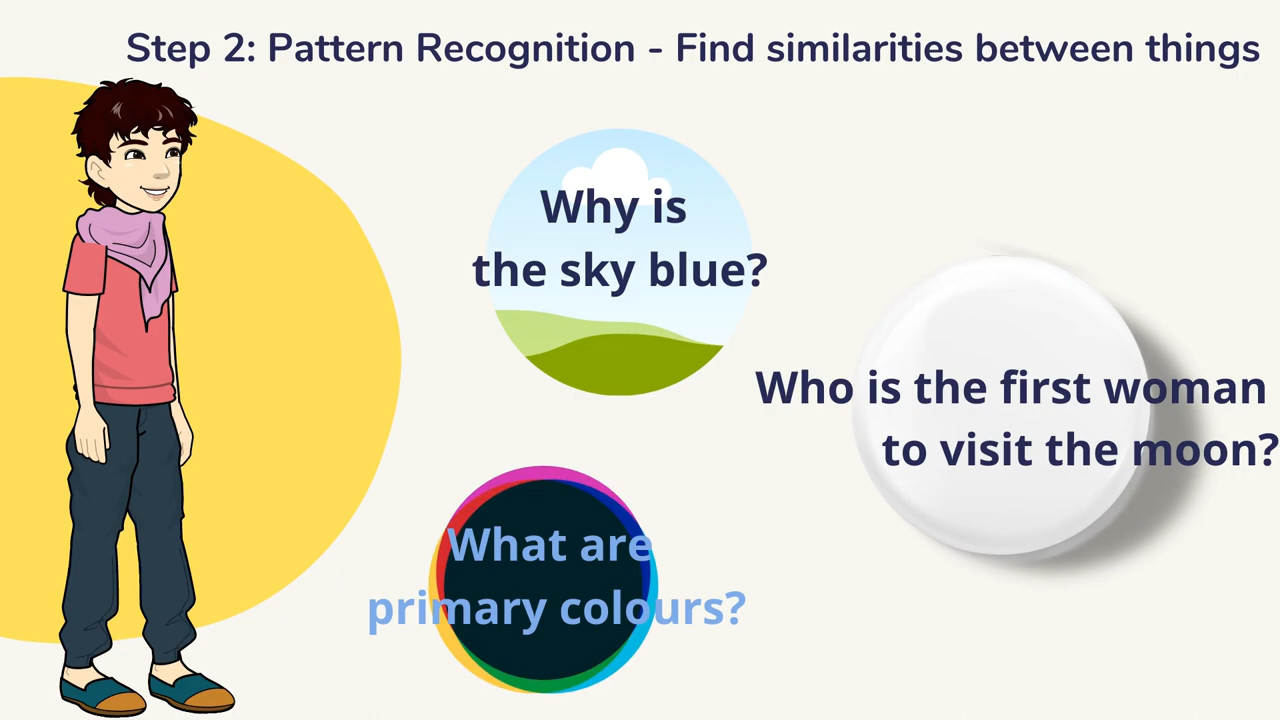 Step 2: Pattern Recognition - Find similarities between things
Why is
the sky blue?
Who is the first woman
to visit the moon?
What are
primary colours?